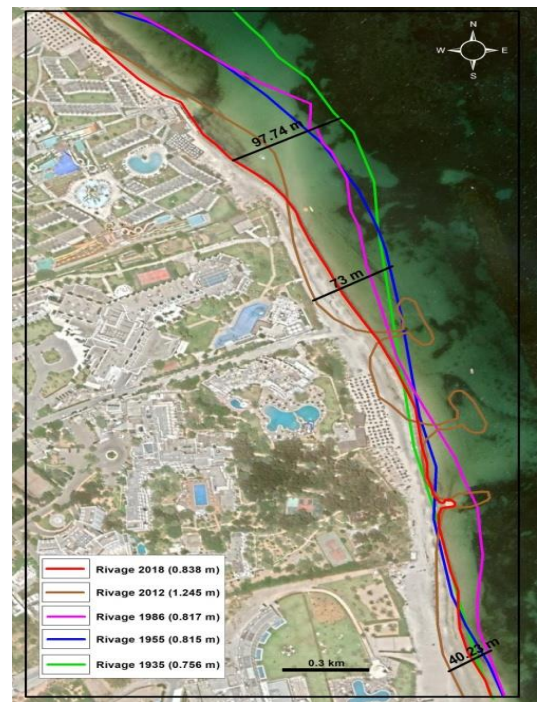 N
W E
S
97.74 m
73 m
Rivage 2018 (0.838 m)
Rivage 2012 (1.245 m)
Rivage 1986 (0.817 m)
Rivage 1955 (0.815 m)
Rivage 1935 (0.756 m)
0.3 km
40.23 m